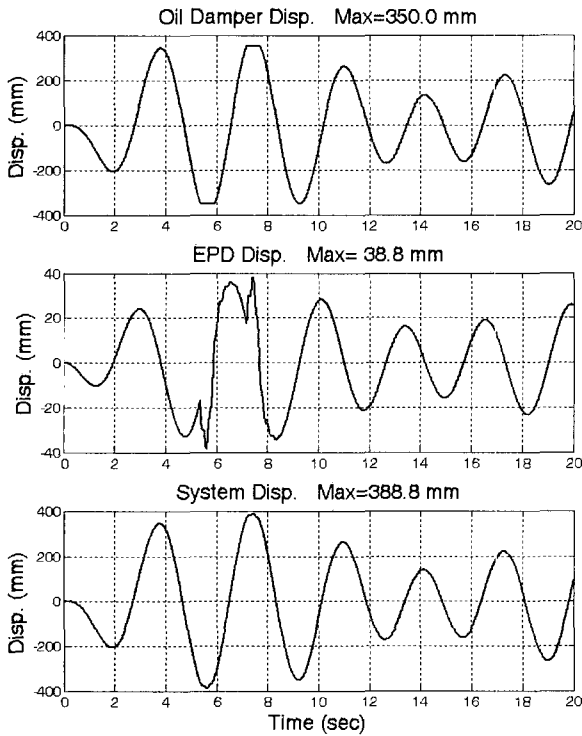 Oil Damper Disp. Max=350.0 mm
400
200
0
-200
-400
Disp. (mm)
0 2 4 6 8 10 12 14 16 18 20
EPD Disp. Max= 38.8 mm
40
20
0
-20
-40
Disp. (mm)
0 2 4 6 8 10 12 14 16 18 20
System Disp. Max=388.8 mm
400
200
0
-200
-400
Disp. (mm)
0 2 4 6 8 10 12 14 16 18 20
Time (sec)